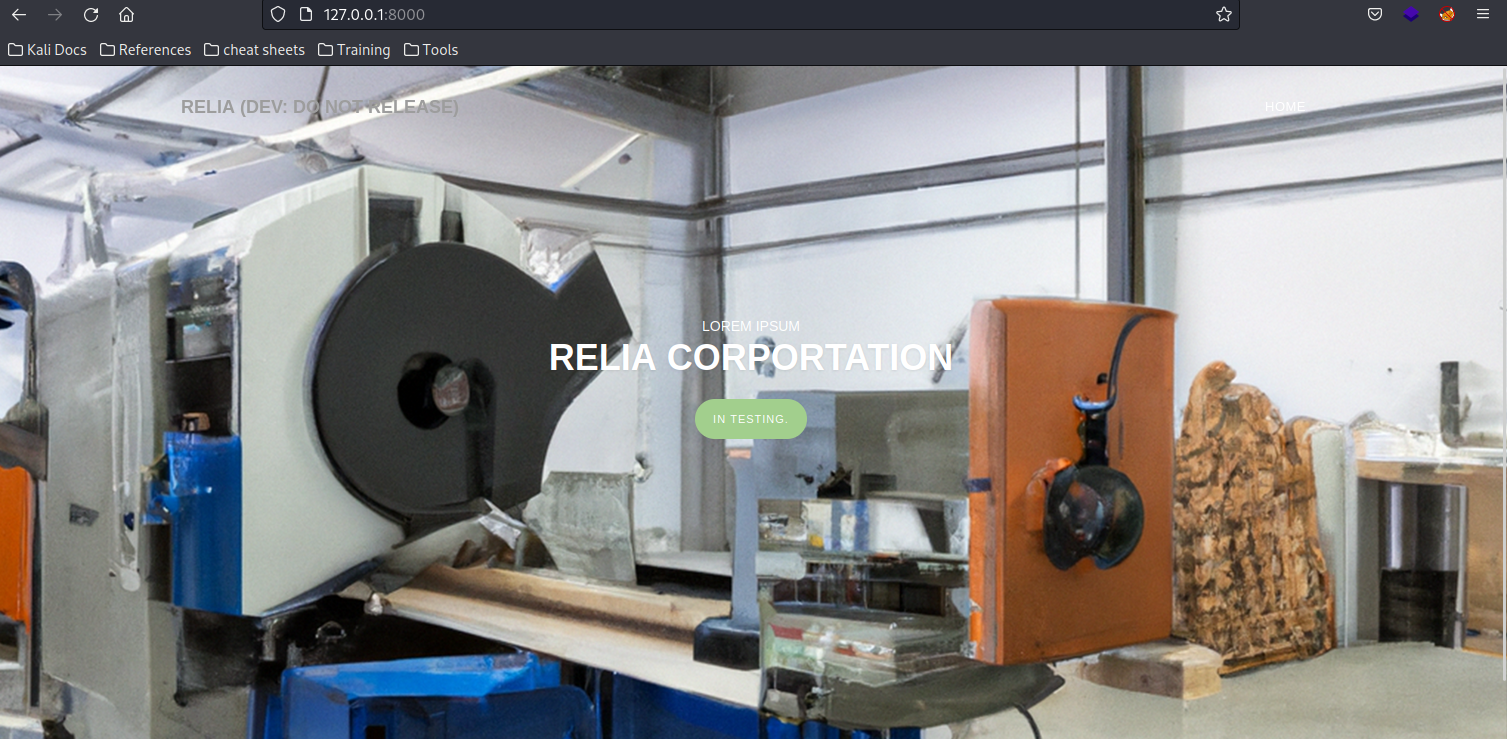 127.0.0.1:8000
Kali Docs References cheat sheets Training Tools
RELIA (DEV: DO NOT RELEASE)
HOME
LOREM IPSUM
RELIA CORPORTATION
IN TESTING.